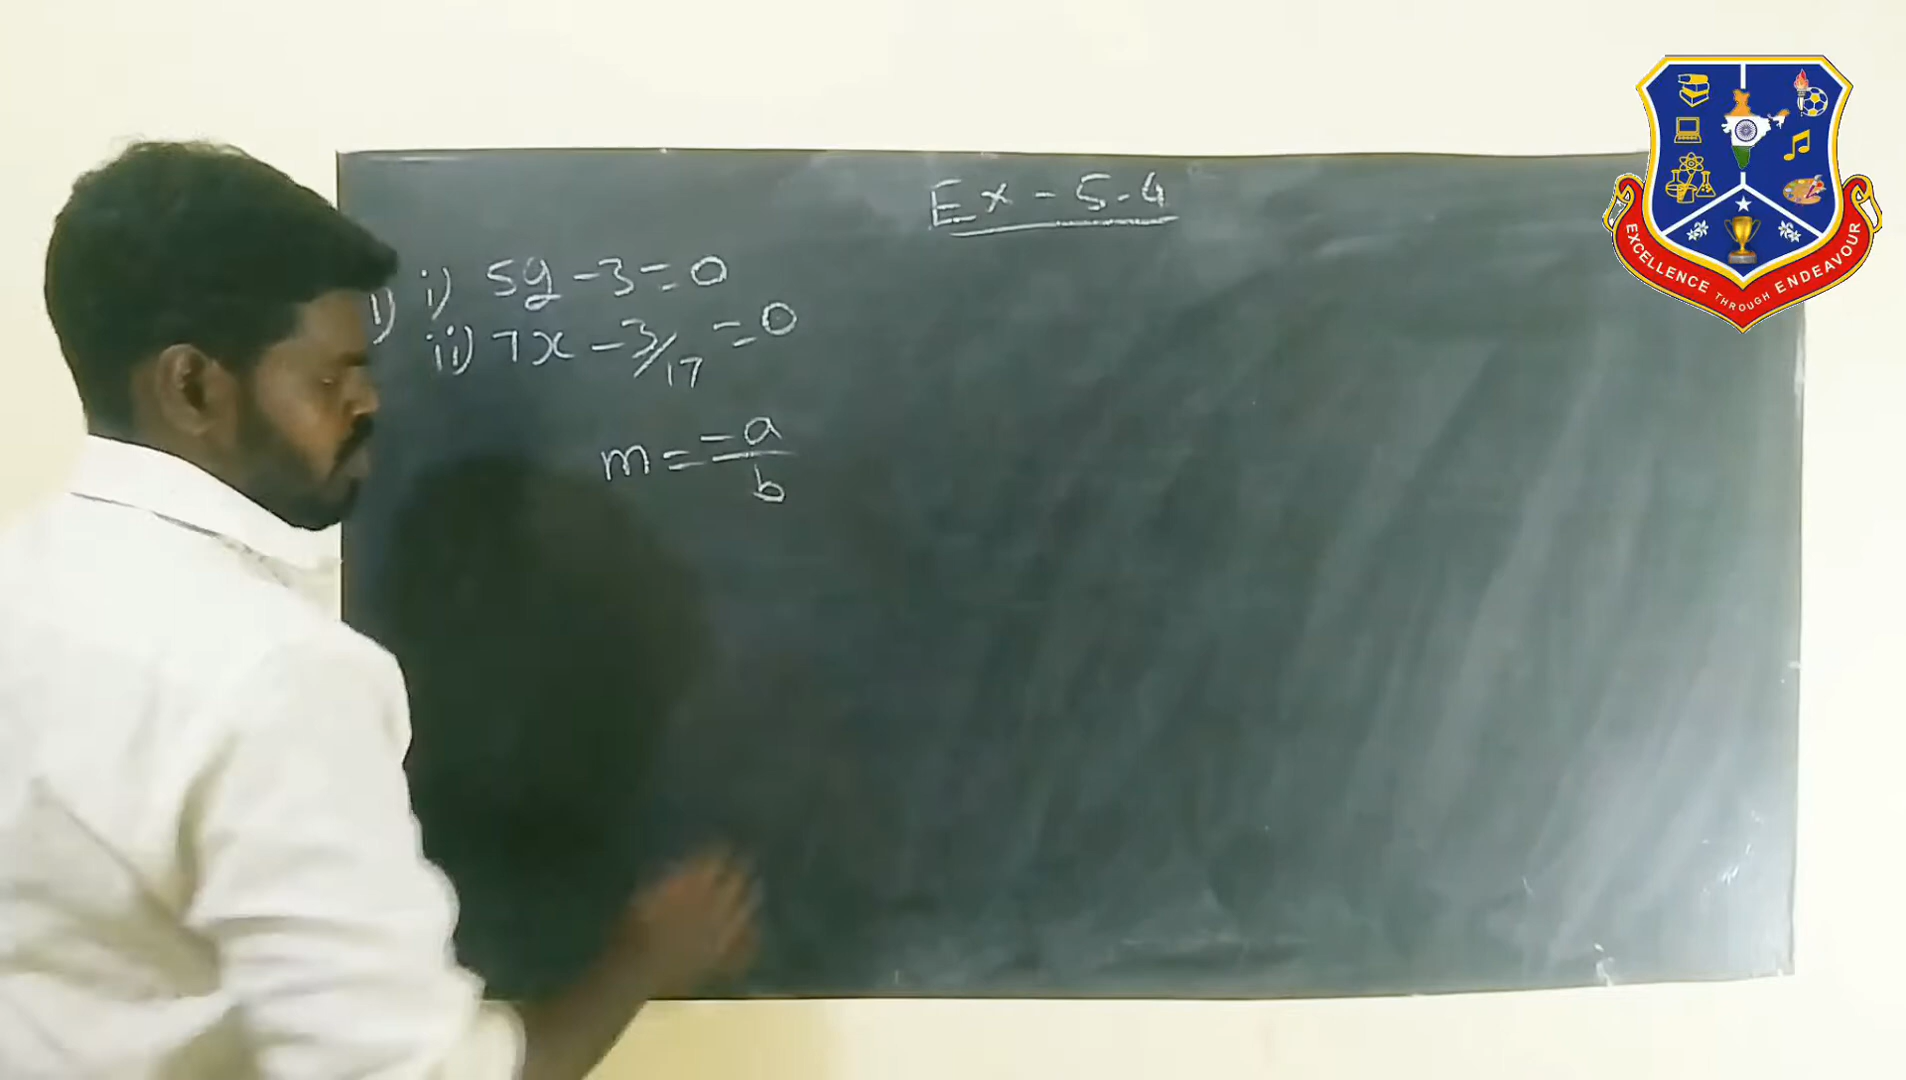 Ex - 5.4
1) i) 5y - 3 = 0
ii) 7x - 3/17 = 0
m = -a/b
EXCELLENCE THROUGH ENDEAVOUR